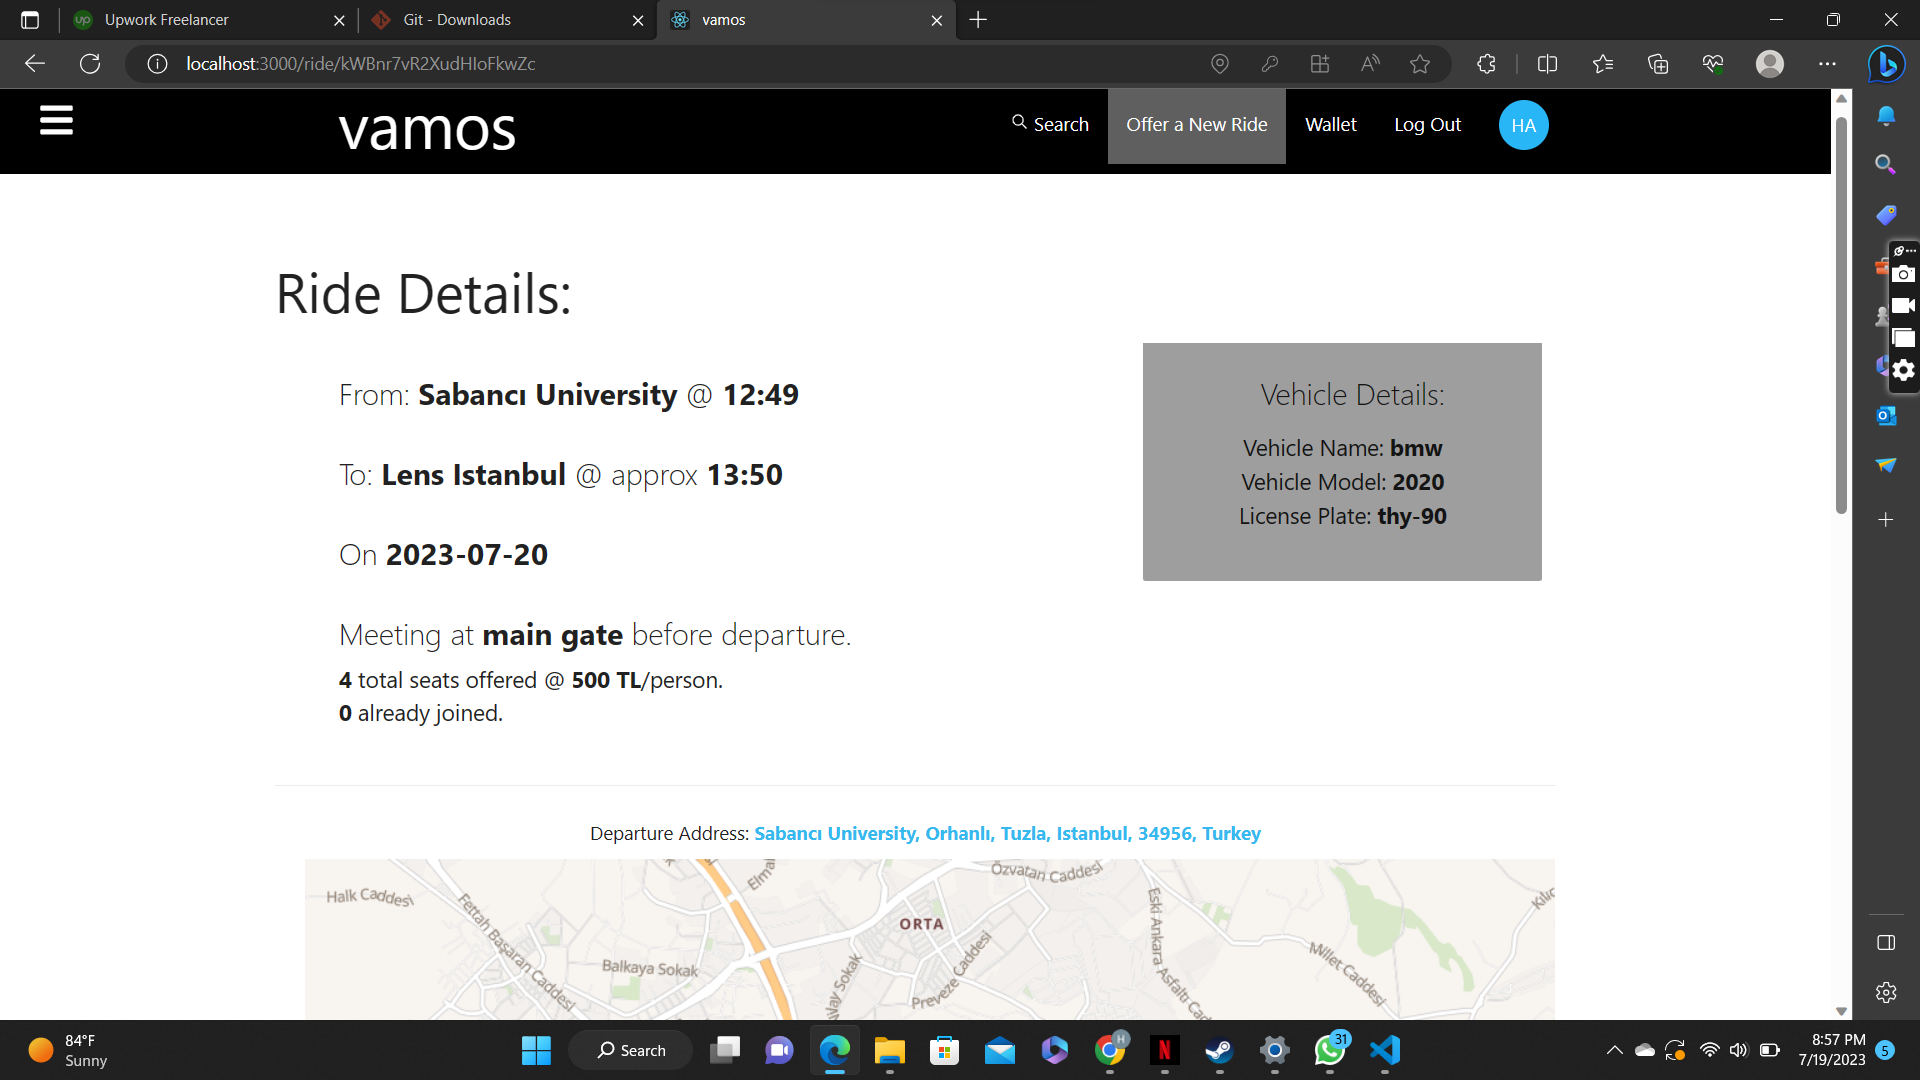 Upwork Freelancer
Git - Downloads
vamos
localhost:3000/ride/kWBnr7vR2XudHIoFkwZc
vamos
Search
Offer a New Ride
Wallet
Log Out
HA
Ride Details:
From: Sabancı University @ 12:49
To: Lens Istanbul @ approx 13:50
On 2023-07-20
Meeting at main gate before departure.
4 total seats offered @ 500 TL/person.
0 already joined.
Vehicle Details:
Vehicle Name: bmw
Vehicle Model: 2020
License Plate: thy-90
Departure Address: Sabancı University, Orhanlı, Tuzla, Istanbul, 34956, Turkey
Halk Caddesi
Fettah Başaran Caddesi
Balkaya Sokak
Elma
Özvatan Caddesi
ORTA
Preveze Caddesi
Sokak
Eski Ankara Asfaltı Ca
Millet Caddesi
Kılıç
84°F
Sunny
Search
H
N
31
8:57 PM
7/19/2023
5